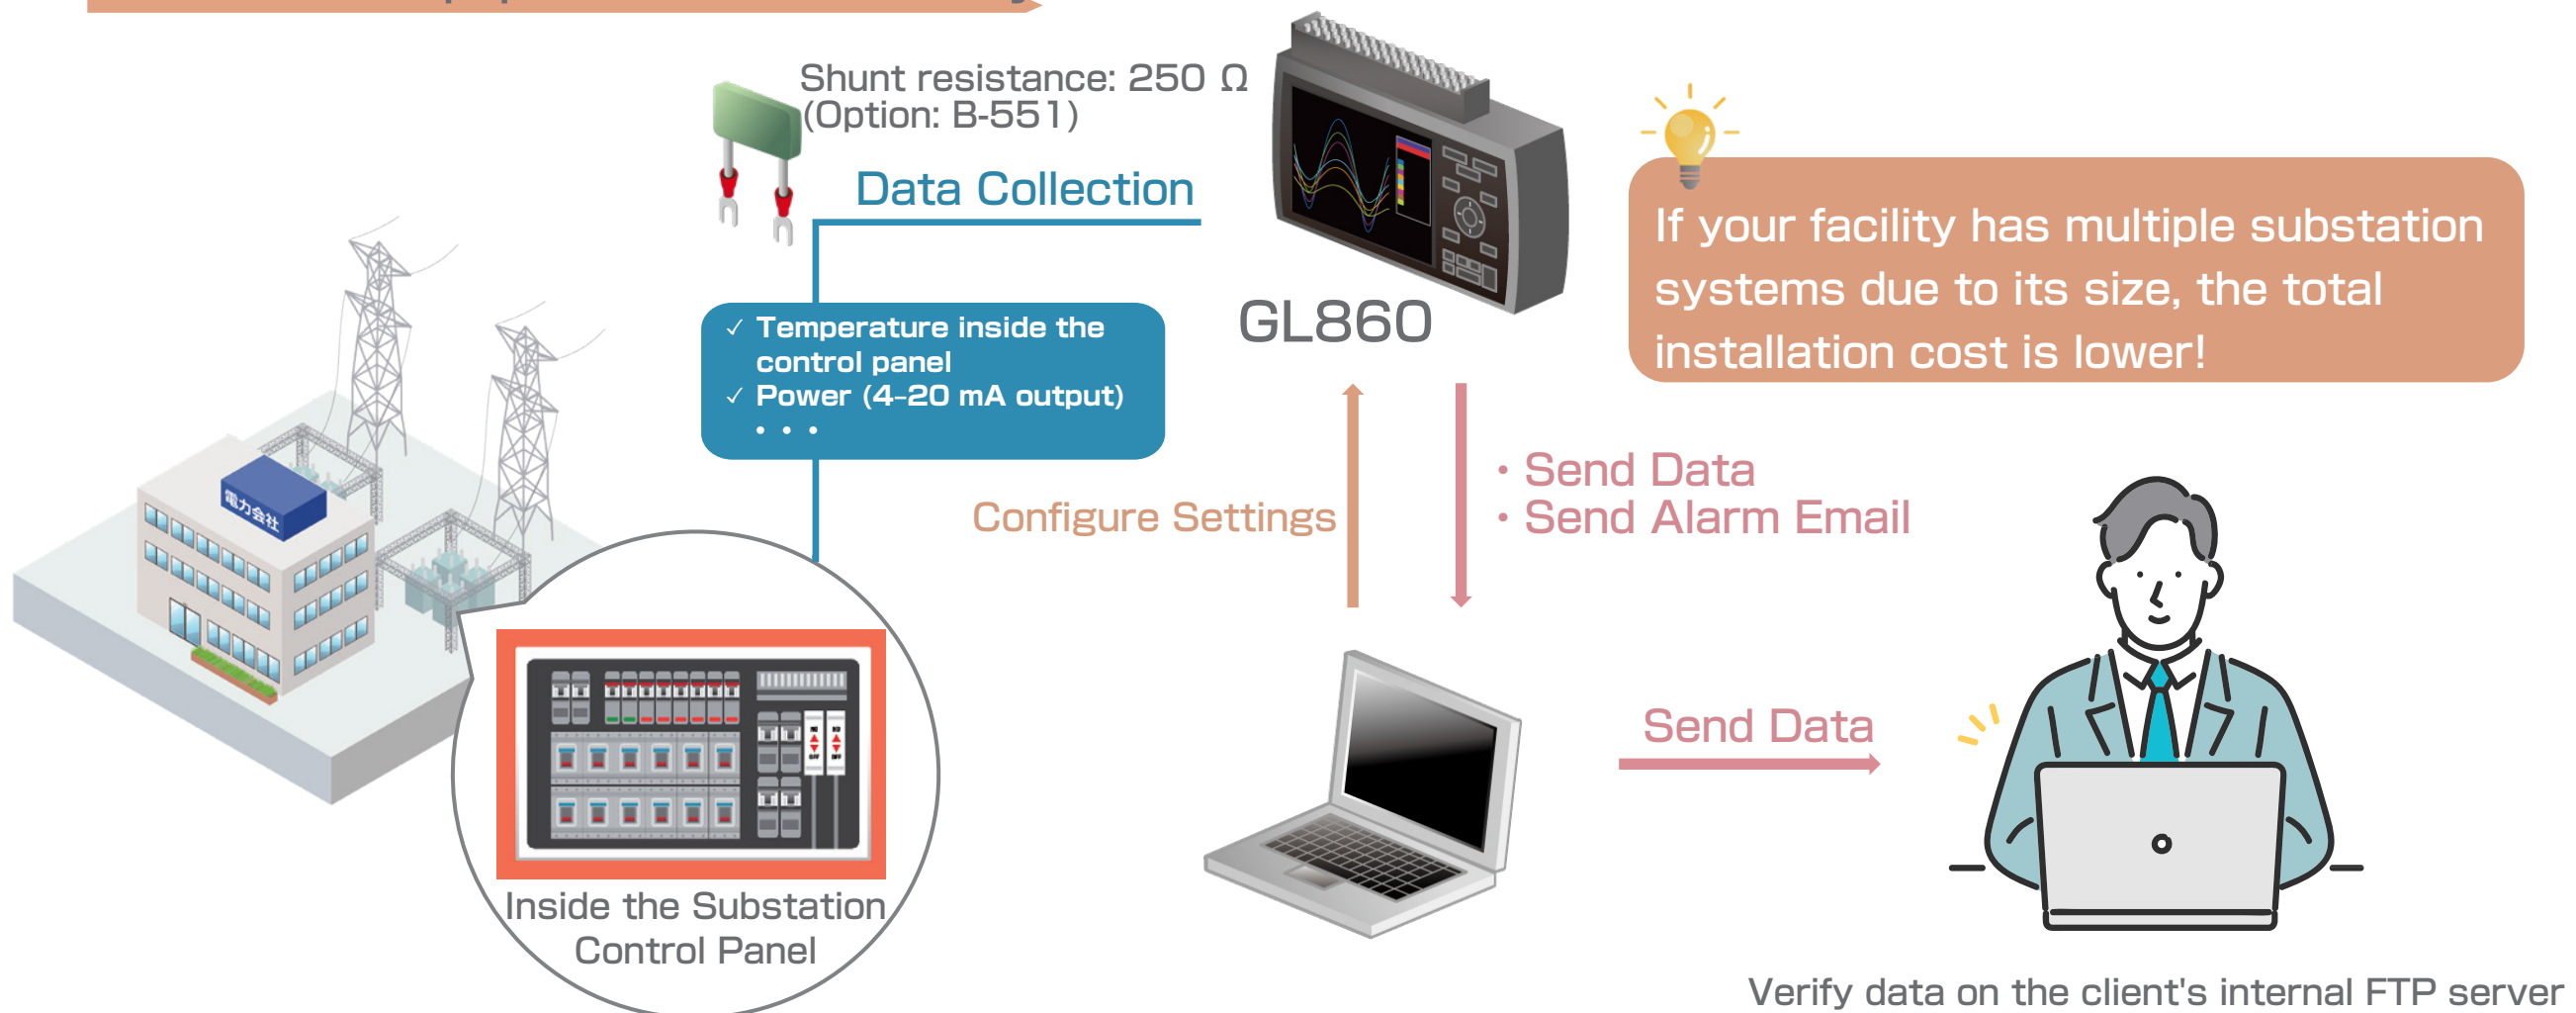 Shunt resistance: 250 Ω
(Option: B-551)
Data Collection
✓ Temperature inside the
control panel
✓ Power (4-20 mA output)
・・・
GL860
If your facility has multiple substation
systems due to its size, the total
installation cost is lower!
Configure Settings
・Send Data
・Send Alarm Email
電力会社
Inside the Substation
Control Panel
Send Data
Verify data on the client's internal FTP server